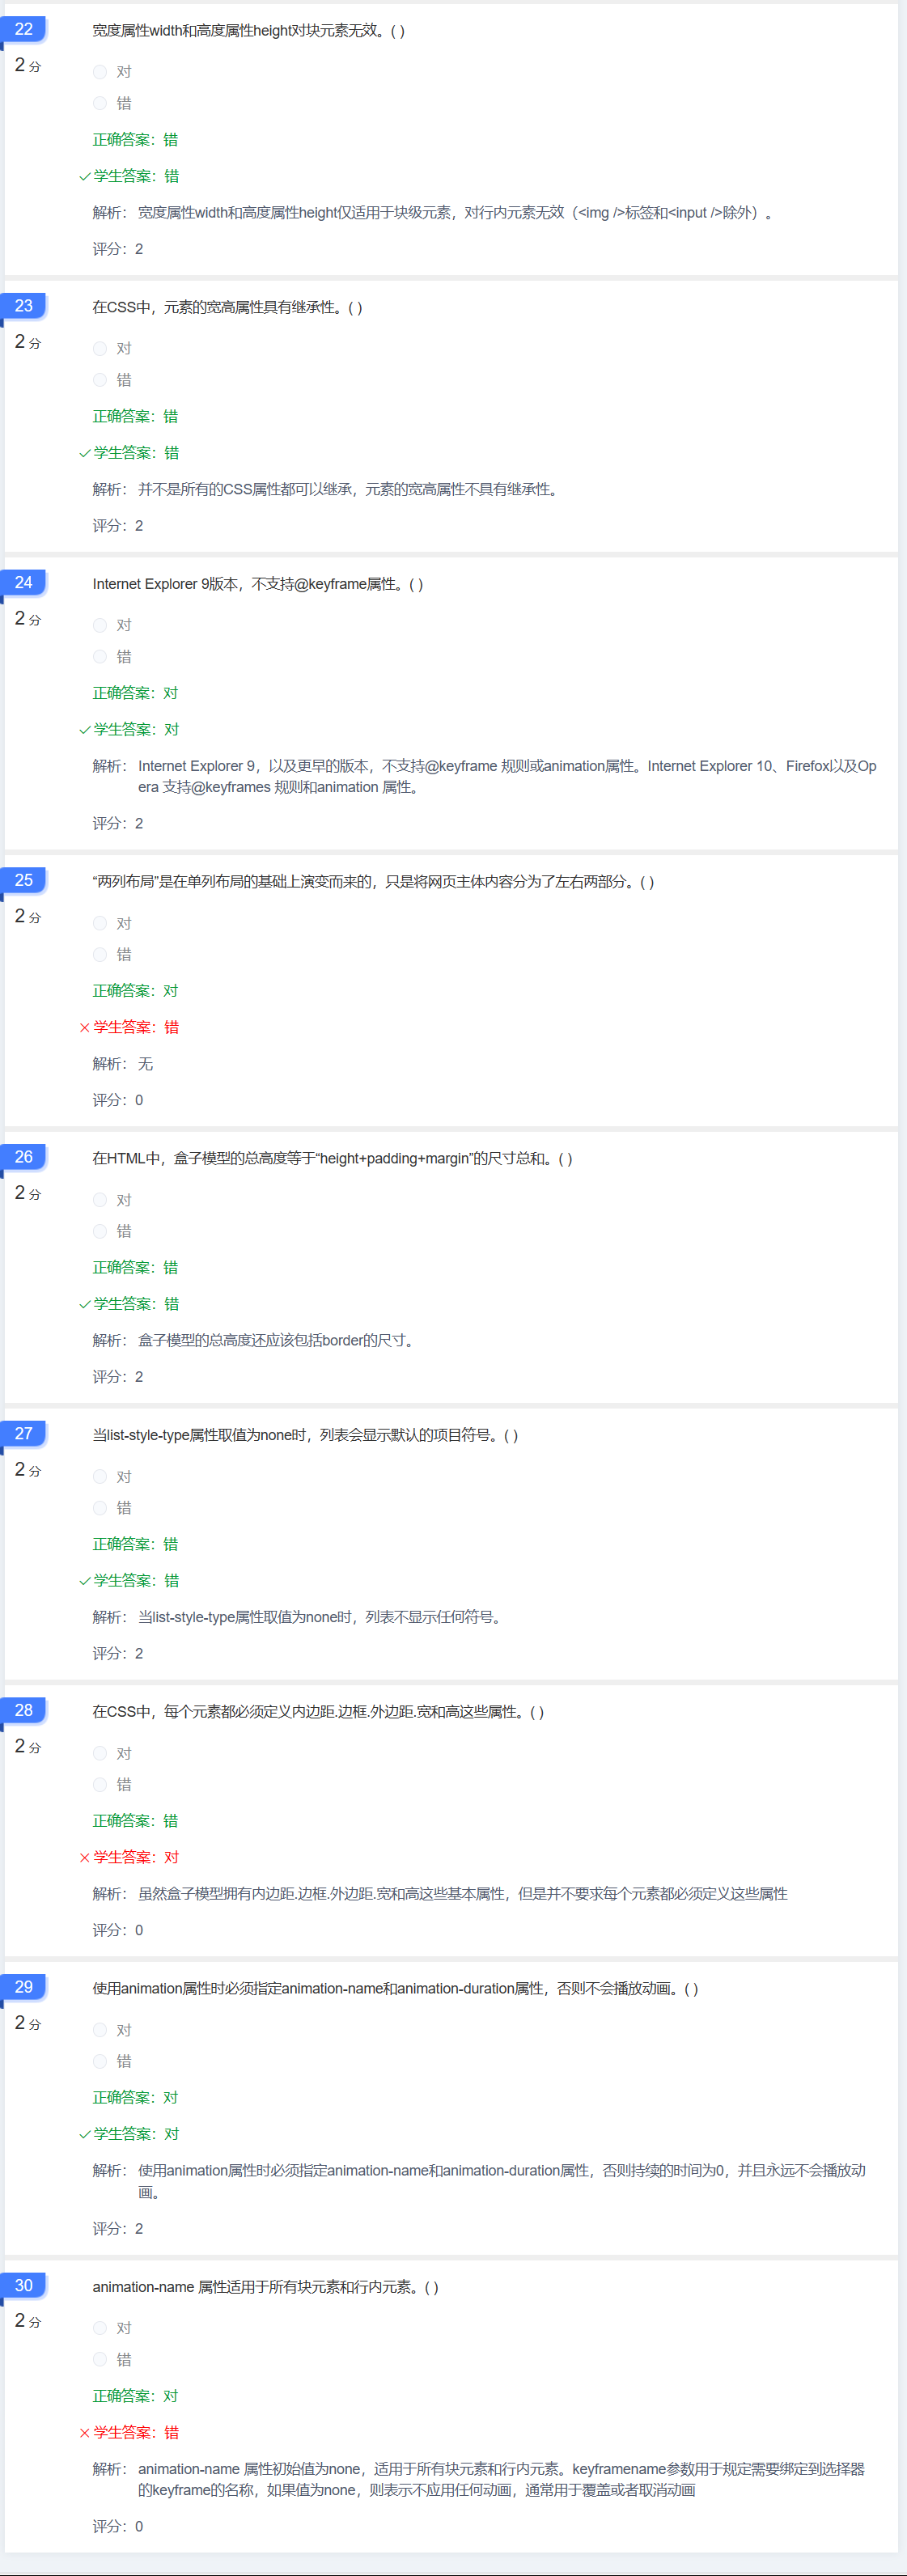 22
宽度属性width和高度属性height对块元素无效。( )
2 分
对
错
正确答案：错
学生答案：错
解析： 宽度属性width和高度属性height仅适用于块级元素，对行内元素无效（<img />标签和<input />除外）。
评分：2
23
在CSS中，元素的宽高属性具有继承性。( )
2 分
对
错
正确答案：错
学生答案：错
解析： 并不是所有的CSS属性都可以继承，元素的宽高属性不具有继承性。
评分：2
24
Internet Explorer 9版本，不支持@keyframe属性。( )
2 分
对
错
正确答案：对
学生答案：对
解析： Internet Explorer 9，以及更早的版本，不支持@keyframe 规则或animation属性。Internet Explorer 10、Firefox以及Op
era 支持@keyframes 规则和animation 属性。
评分：2
25
“两列布局”是在单列布局的基础上演变而来的，只是将网页主体内容分为了左右两部分。( )
2 分
对
错
正确答案：对
学生答案：错
解析： 无
评分：0
26
在HTML中，盒子模型的总高度等于“height+padding+margin”的尺寸总和。( )
2 分
对
错
正确答案：错
学生答案：错
解析： 盒子模型的总高度还应该包括border的尺寸。
评分：2
27
当list-style-type属性取值为none时，列表会显示默认的项目符号。( )
2 分
对
错
正确答案：错
学生答案：错
解析： 当list-style-type属性取值为none时，列表不显示任何符号。
评分：2
28
在CSS中，每个元素都必须定义内边距.边框.外边距.宽和高这些属性。( )
2 分
对
错
正确答案：错
学生答案：对
解析： 虽然盒子模型拥有内边距.边框.外边距.宽和高这些基本属性，但是并不要求每个元素都必须定义这些属性
评分：0
29
使用animation属性时必须指定animation-name和animation-duration属性，否则不会播放动画。( )
2 分
对
错
正确答案：对
学生答案：对
解析： 使用animation属性时必须指定animation-name和animation-duration属性，否则持续的时间为0，并且永远不会播放动
画。
评分：2
30
animation-name 属性适用于所有块元素和行内元素。( )
2 分
对
错
正确答案：对
学生答案：错
解析： animation-name 属性初始值为none，适用于所有块元素和行内元素。keyframename参数用于规定需要绑定到选择器
的keyframe的名称，如果值为none，则表示不应用任何动画，通常用于覆盖或者取消动画
评分：0